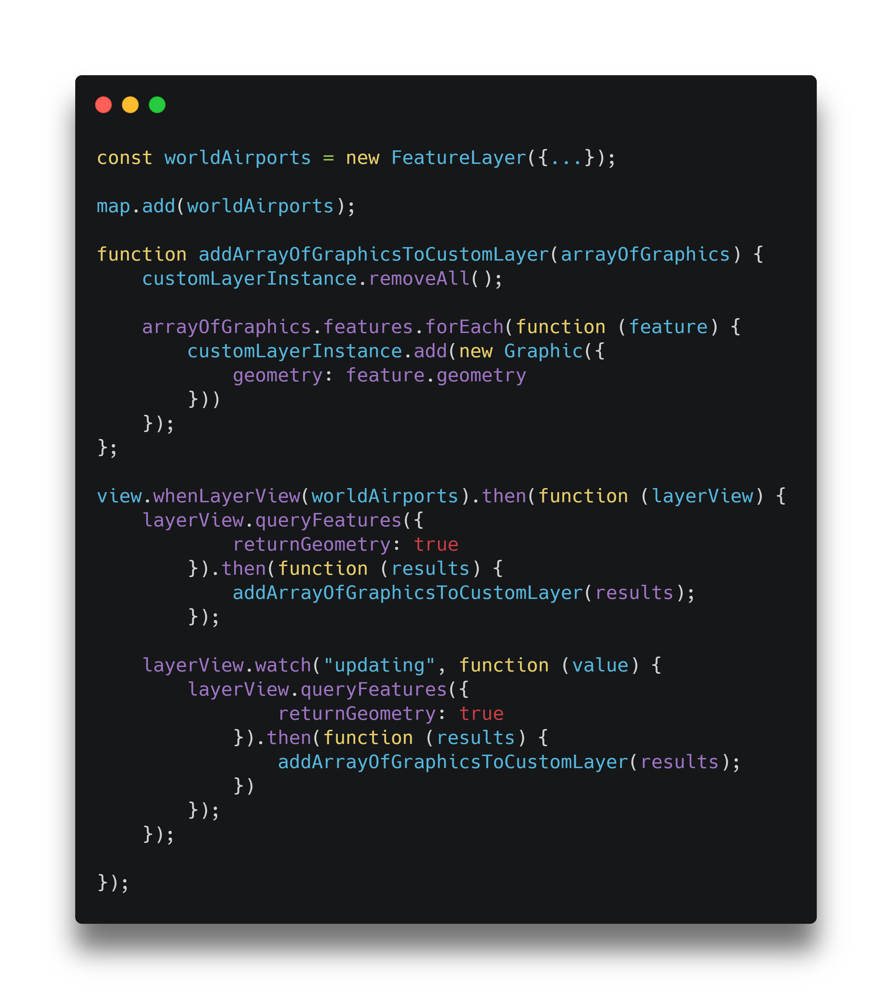 const worldAirports = new FeatureLayer({...});

map.add(worldAirports);

function addArrayOfGraphicsToCustomLayer(arrayOfGraphics) {
    customLayerInstance.removeAll();

    arrayOfGraphics.features.forEach(function (feature) {
        customLayerInstance.add(new Graphic({
            geometry: feature.geometry
        }))
    });
};

view.whenLayerView(worldAirports).then(function (layerView) {
    layerView.queryFeatures({
            returnGeometry: true
        }).then(function (results) {
            addArrayOfGraphicsToCustomLayer(results);
        });

    layerView.watch("updating", function (value) {
        layerView.queryFeatures({
                returnGeometry: true
            }).then(function (results) {
                addArrayOfGraphicsToCustomLayer(results);
            })
        });
    });

});